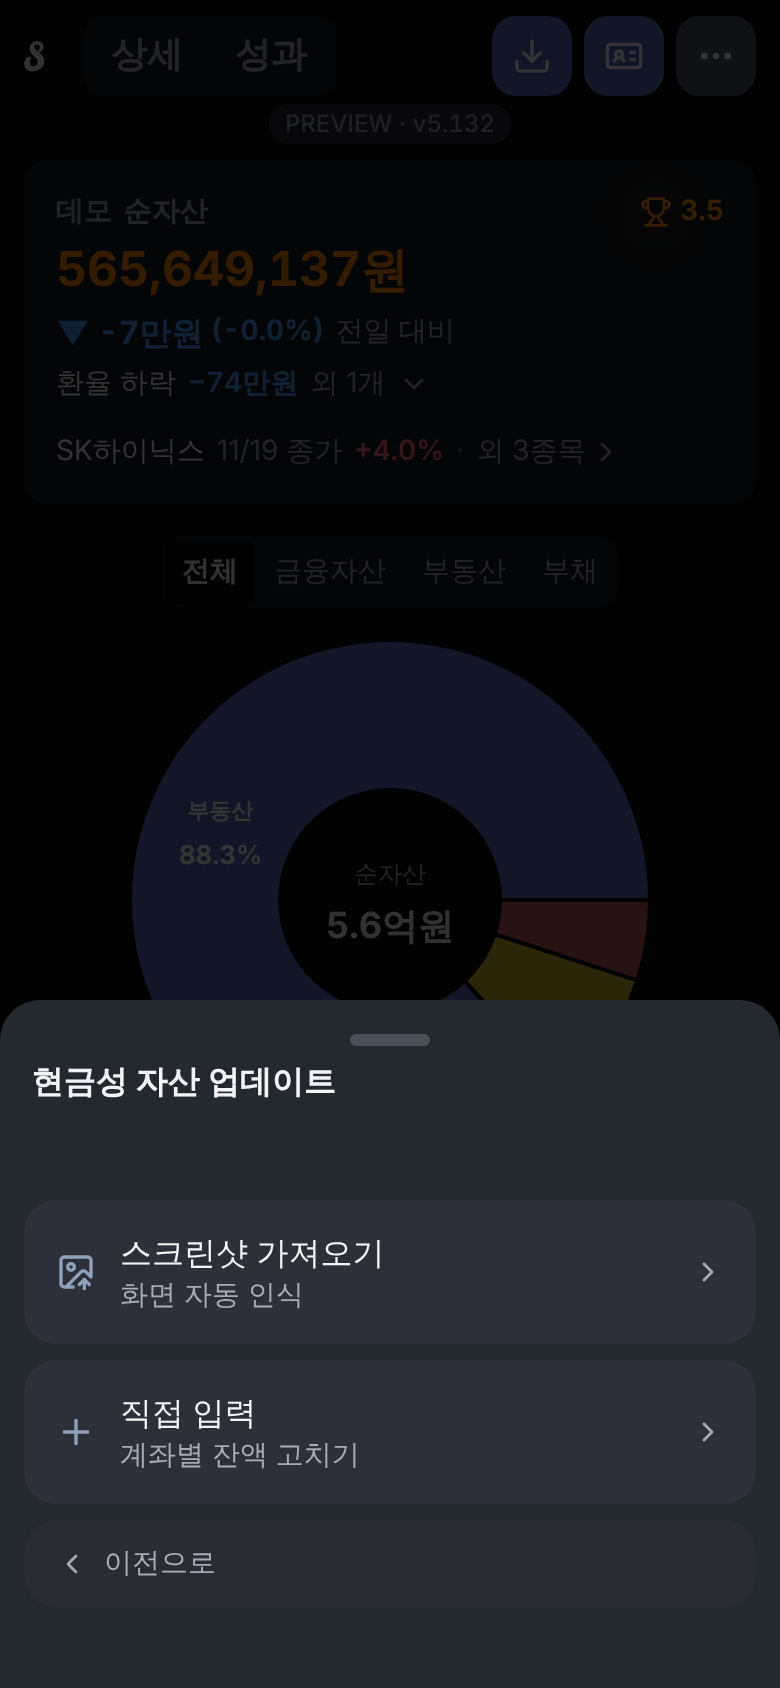 S 상세 성과
PREVIEW · v5.132
데모 순자산 3.5
565,649,137원
▼ -7만원 (-0.0%) 전일 대비
환율 하락 −74만원 외 1개
SK하이닉스 11/19 종가 +4.0% · 외 3종목
전체 금융자산 부동산 부채
부동산
88.3%
순자산
5.6억원
현금성 자산 업데이트
스크린샷 가져오기
화면 자동 인식
직접 입력
계좌별 잔액 고치기
이전으로